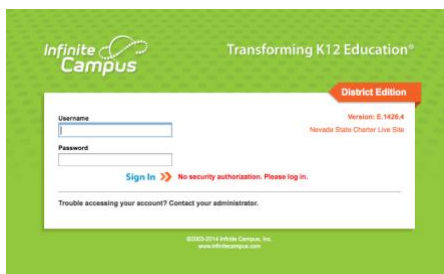 Infinite Campus
Transforming K12 Education®
District Edition
Version: E.1426.4
Nevada State Charter Live Site
Username
Password
Sign In
No security authorization. Please log in.
Trouble accessing your account? Contact your administrator.
©2003-2014 Infinite Campus, Inc.
www.infinitecampus.com